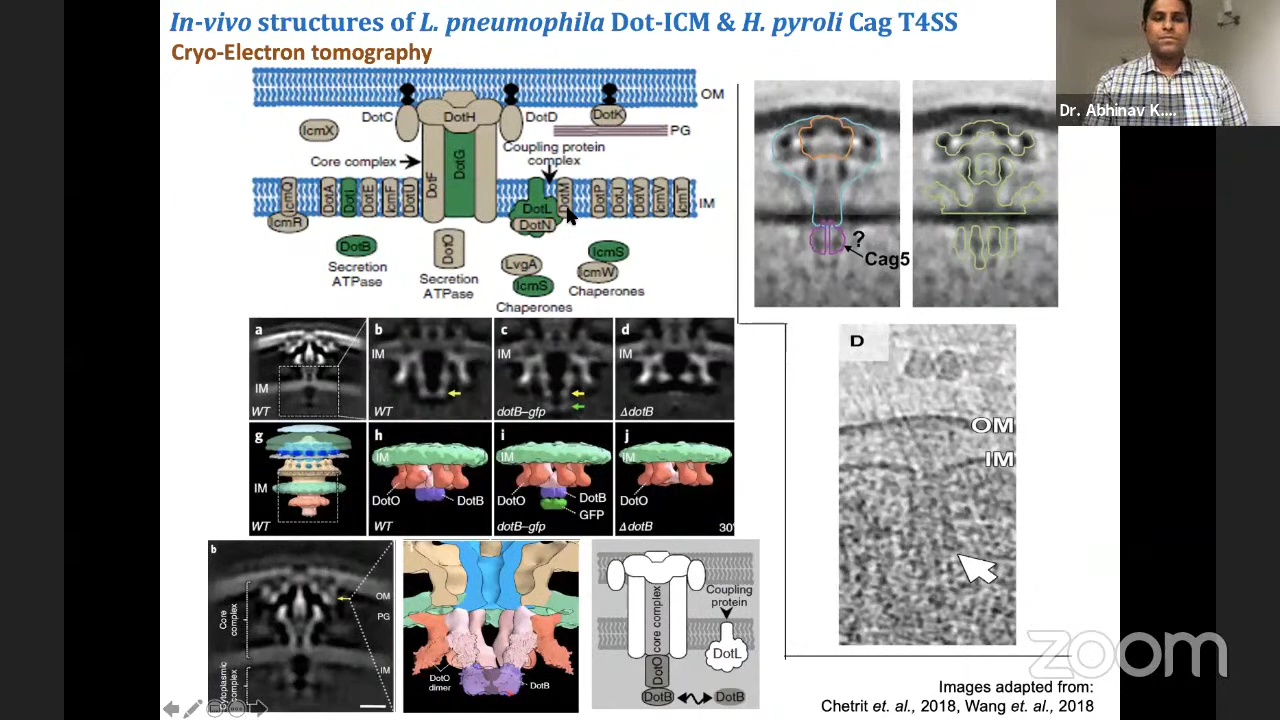 In-vivo structures of L. pneumophila Dot-ICM & H. pyroli Cag T4SS
Cryo-Electron tomography
Dr. Abhinav K....
OM
DotC
DotH
DotD
DotK
IcmX
PG
Coupling protein
complex
Core complex
DotG
DotF
IcmQ
DotA
DotI
DotE
IcmF
DotU
DotL
DotM
DotP
DotJ
DotV
IcmV
IcmT
IM
IcmR
DotN
DotB
Secretion
ATPase
DotO
Secretion
ATPase
LvgA
IcmS
Chaperones
IcmS
IcmW
Chaperones
?
Cag5
a
IM
WT
b
IM
WT
c
IM
dotB–gfp
d
IM
ΔdotB
g
IM
WT
h
IM
DotO
DotB
WT
i
IM
DotO
DotB
GFP
dotB–gfp
j
IM
DotO
ΔdotB
30°
b
OM
PG
IM
Core
complex
Cytoplasmic
complex
DotO
dimer
DotB
core complex
Coupling
protein
DotL
DotO
DotB
DotB
D
OM
IM
zoom
Images adapted from:
Chetrit et. al., 2018, Wang et. al., 2018